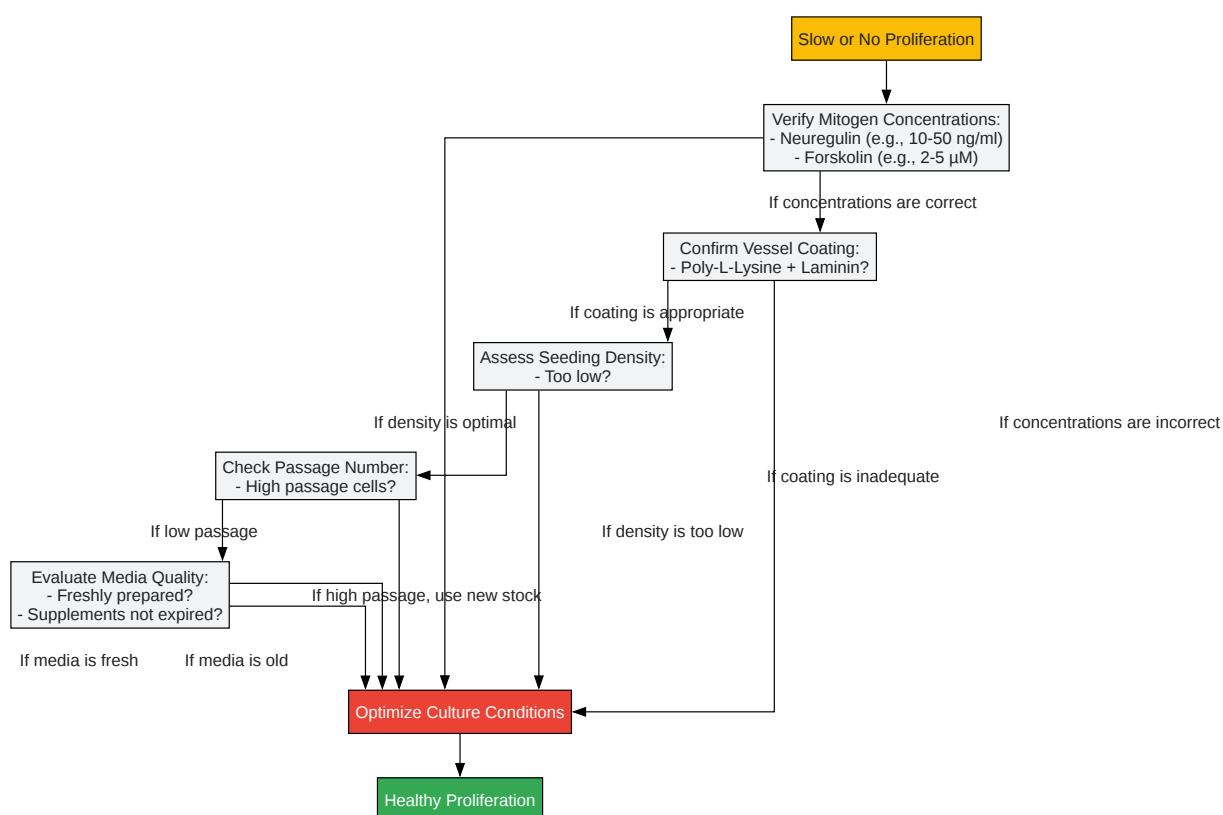 Slow or No Proliferation
Verify Mitogen Concentrations:
- Neuregulin (e.g., 10-50 ng/ml)
- Forskolin (e.g., 2-5 µM)
If concentrations are correct
Confirm Vessel Coating:
- Poly-L-Lysine + Laminin?
If coating is appropriate
Assess Seeding Density:
- Too low?
If density is optimal
If concentrations are incorrect
Check Passage Number:
- High passage cells?
If coating is inadequate
If low passage
If density is too low
Evaluate Media Quality:
- Freshly prepared?
- Supplements not expired?
If high passage, use new stock
If media is fresh
If media is old
Optimize Culture Conditions
Healthy Proliferation